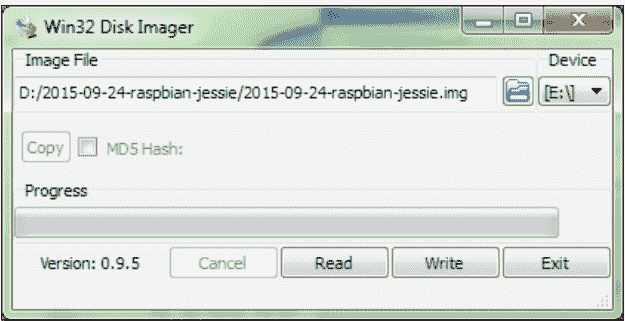 Win32 Disk Imager
Image File Device
D:/2015-09-24-raspbian-jessie/2015-09-24-raspbian-jessie.img [E:\]
Copy MD5 Hash:
Progress
Version: 0.9.5 Cancel Read Write Exit